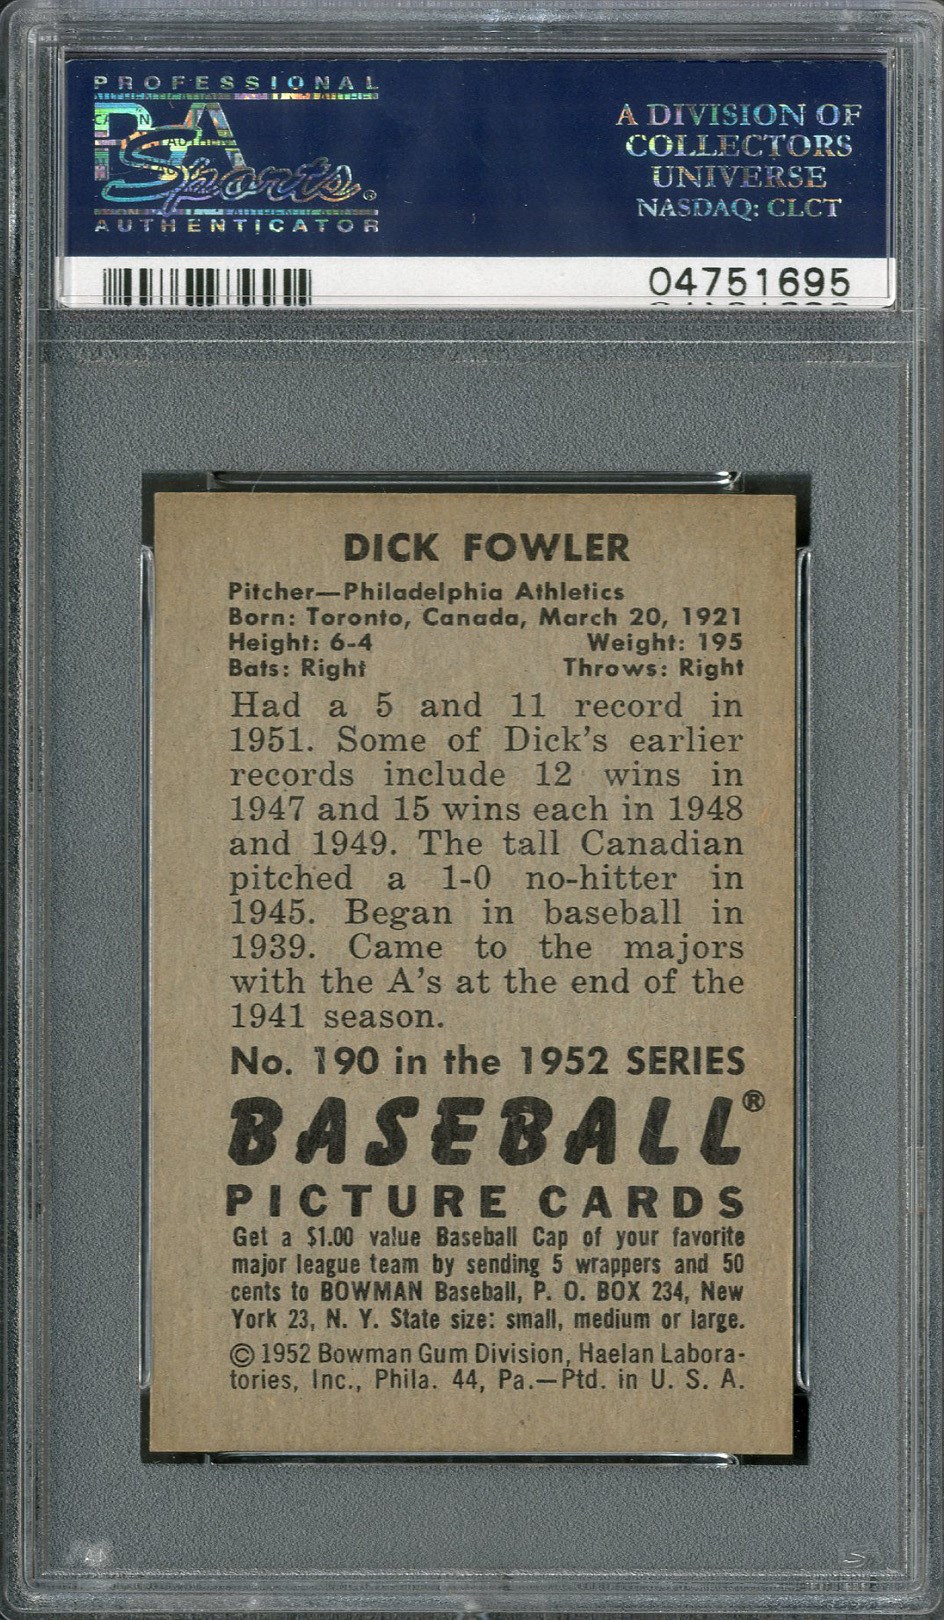 PROFESSIONAL
PSA
Sports®
AUTHENTICATOR
A DIVISION OF
COLLECTORS
UNIVERSE
NASDAQ: CLCT
04751695
DICK FOWLER
Pitcher—Philadelphia Athletics
Born: Toronto, Canada, March 20, 1921
Height: 6-4 Weight: 195
Bats: Right Throws: Right
Had a 5 and 11 record in
1951. Some of Dick's earlier
records include 12 wins in
1947 and 15 wins each in 1948
and 1949. The tall Canadian
pitched a 1-0 no-hitter in
1945. Began in baseball in
1939. Came to the majors
with the A's at the end of the
1941 season.
No. 190 in the 1952 SERIES
BASEBALL®
PICTURE CARDS
Get a $1.00 value Baseball Cap of your favorite
major league team by sending 5 wrappers and 50
cents to BOWMAN Baseball, P. O. BOX 234, New
York 23, N. Y. State size: small, medium or large.
© 1952 Bowman Gum Division, Haelan Labora-
tories, Inc., Phila. 44, Pa.—Ptd. in U. S. A.